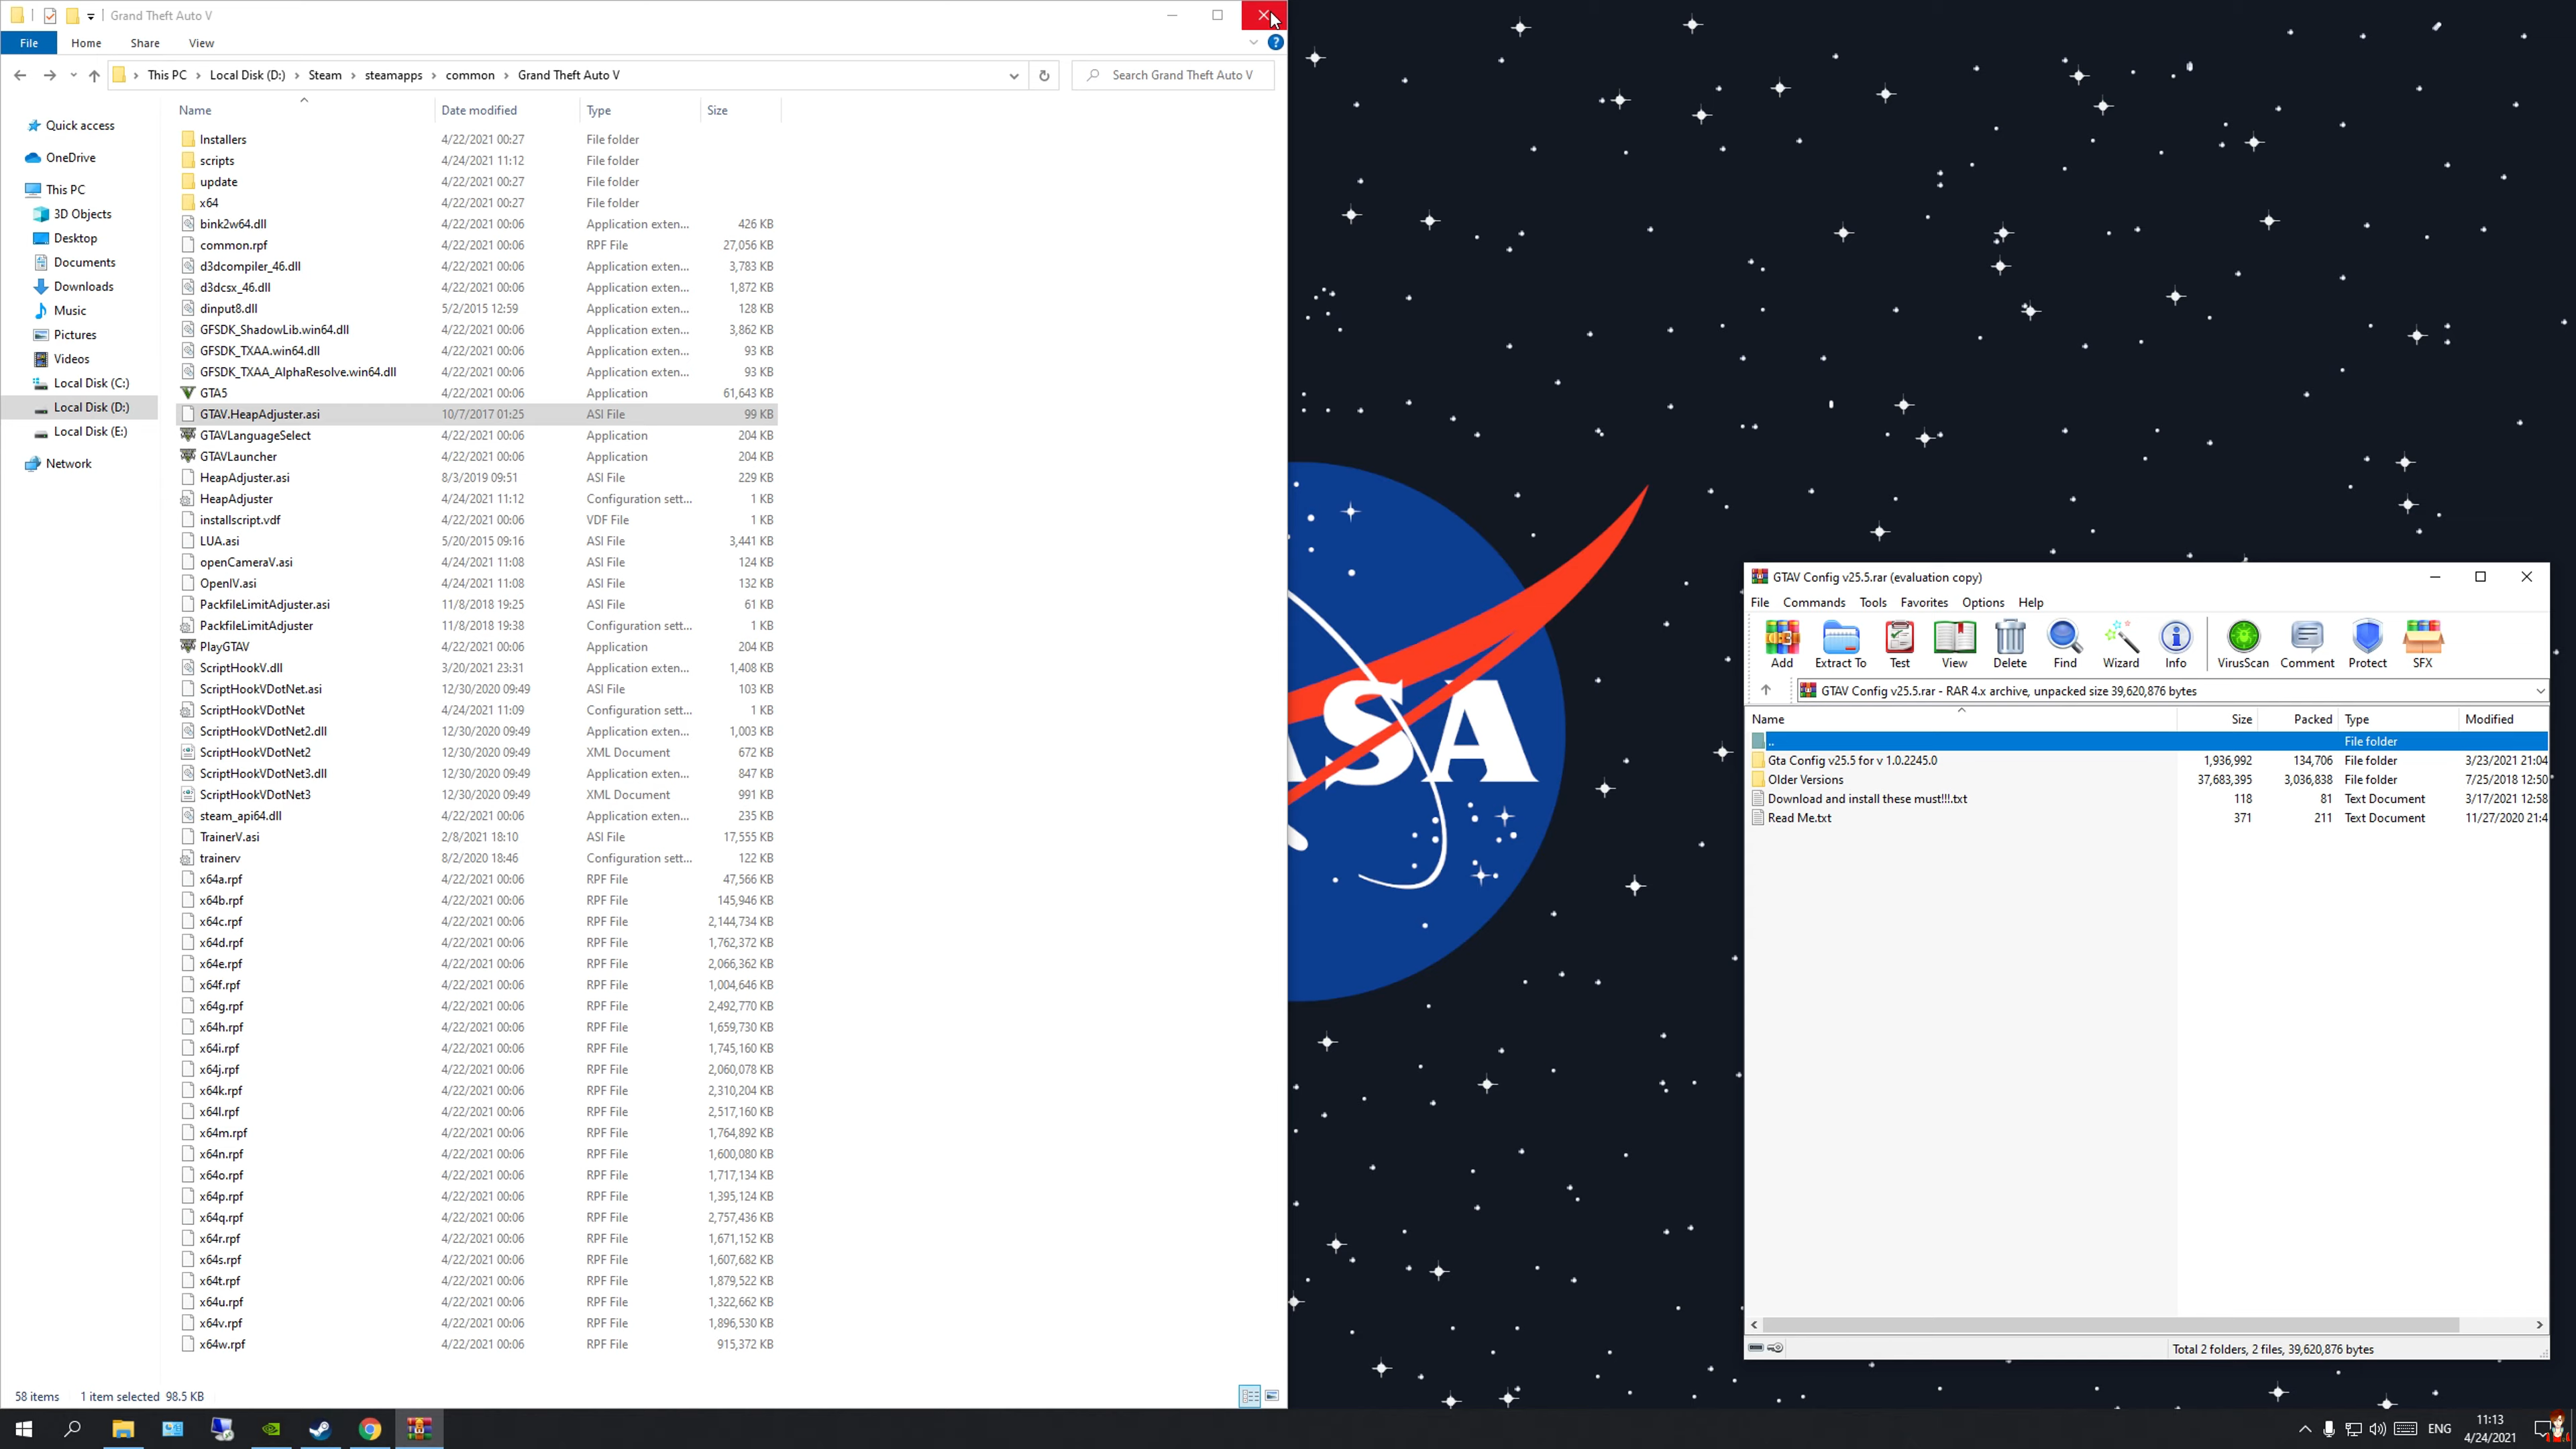 Grand Theft Auto V
File Home Share View
This PC Local Disk (D:) Steam steamapps common Grand Theft Auto V
Search Grand Theft Auto V
Quick access
OneDrive
This PC
3D Objects
Desktop
Documents
Downloads
Music
Pictures
Videos
Local Disk (C:)
Local Disk (D:)
Local Disk (E:)
Network
Name Date modified Type Size
Installers 4/22/2021 00:27 File folder
scripts 4/24/2021 11:12 File folder
update 4/22/2021 00:27 File folder
x64 4/22/2021 00:27 File folder
bink2w64.dll 4/22/2021 00:06 Application exten... 426 KB
common.rpf 4/22/2021 00:06 RPF File 27,056 KB
d3dcompiler_46.dll 4/22/2021 00:06 Application exten... 3,783 KB
d3dcsx_46.dll 4/22/2021 00:06 Application exten... 1,872 KB
dinput8.dll 5/2/2015 12:59 Application exten... 128 KB
GFSDK_ShadowLib.win64.dll 4/22/2021 00:06 Application exten... 3,862 KB
GFSDK_TXAA.win64.dll 4/22/2021 00:06 Application exten... 93 KB
GFSDK_TXAA_AlphaResolve.win64.dll 4/22/2021 00:06 Application exten... 93 KB
GTA5 4/22/2021 00:06 Application 61,643 KB
GTAV.HeapAdjuster.asi 10/7/2017 01:25 ASI File 99 KB
GTAVLanguageSelect 4/22/2021 00:06 Application 204 KB
GTAVLauncher 4/22/2021 00:06 Application 204 KB
HeapAdjuster.asi 8/3/2019 09:51 ASI File 229 KB
HeapAdjuster 4/24/2021 11:12 Configuration sett... 1 KB
installscript.vdf 4/22/2021 00:06 VDF File 1 KB
LUA.asi 5/20/2015 09:16 ASI File 3,441 KB
openCameraV.asi 4/24/2021 11:08 ASI File 124 KB
OpenIV.asi 4/24/2021 11:08 ASI File 132 KB
PackfileLimitAdjuster.asi 11/8/2018 19:25 ASI File 61 KB
PackfileLimitAdjuster 11/8/2018 19:38 Configuration sett... 1 KB
PlayGTAV 4/22/2021 00:06 Application 204 KB
ScriptHookV.dll 3/20/2021 23:31 Application exten... 1,408 KB
ScriptHookVDotNet.asi 12/30/2020 09:49 ASI File 103 KB
ScriptHookVDotNet 4/24/2021 11:09 Configuration sett... 1 KB
ScriptHookVDotNet2.dll 12/30/2020 09:49 Application exten... 1,003 KB
ScriptHookVDotNet2 12/30/2020 09:49 XML Document 672 KB
ScriptHookVDotNet3.dll 12/30/2020 09:49 Application exten... 847 KB
ScriptHookVDotNet3 12/30/2020 09:49 XML Document 991 KB
steam_api64.dll 4/22/2021 00:06 Application exten... 235 KB
TrainerV.asi 2/8/2021 18:10 ASI File 17,555 KB
trainerv 8/2/2020 18:46 Configuration sett... 122 KB
x64a.rpf 4/22/2021 00:06 RPF File 47,566 KB
x64b.rpf 4/22/2021 00:06 RPF File 145,946 KB
x64c.rpf 4/22/2021 00:06 RPF File 2,144,734 KB
x64d.rpf 4/22/2021 00:06 RPF File 1,762,372 KB
x64e.rpf 4/22/2021 00:06 RPF File 2,066,362 KB
x64f.rpf 4/22/2021 00:06 RPF File 1,004,646 KB
x64g.rpf 4/22/2021 00:06 RPF File 2,492,770 KB
x64h.rpf 4/22/2021 00:06 RPF File 1,659,730 KB
x64i.rpf 4/22/2021 00:06 RPF File 1,745,160 KB
x64j.rpf 4/22/2021 00:06 RPF File 2,060,078 KB
x64k.rpf 4/22/2021 00:06 RPF File 2,310,204 KB
x64l.rpf 4/22/2021 00:06 RPF File 2,517,160 KB
x64m.rpf 4/22/2021 00:06 RPF File 1,764,892 KB
x64n.rpf 4/22/2021 00:06 RPF File 1,600,080 KB
x64o.rpf 4/22/2021 00:06 RPF File 1,717,134 KB
x64p.rpf 4/22/2021 00:06 RPF File 1,395,124 KB
x64q.rpf 4/22/2021 00:06 RPF File 2,757,436 KB
x64r.rpf 4/22/2021 00:06 RPF File 1,671,152 KB
x64s.rpf 4/22/2021 00:06 RPF File 1,607,682 KB
x64t.rpf 4/22/2021 00:06 RPF File 1,879,522 KB
x64u.rpf 4/22/2021 00:06 RPF File 1,322,662 KB
x64v.rpf 4/22/2021 00:06 RPF File 1,896,530 KB
x64w.rpf 4/22/2021 00:06 RPF File 915,372 KB
58 items 1 item selected 98.5 KB
SA
GTAV Config v25.5.rar (evaluation copy)
File Commands Tools Favorites Options Help
Add Extract To Test View Delete Find Wizard Info VirusScan Comment Protect SFX
GTAV Config v25.5.rar - RAR 4.x archive, unpacked size 39,620,876 bytes
Name Size Packed Type Modified
.. File folder
Gta Config v25.5 for v 1.0.2245.0 1,936,992 134,706 File folder 3/23/2021 21:04
Older Versions 37,683,395 3,036,838 File folder 7/25/2018 12:50
Download and install these must!!!.txt 118 81 Text Document 3/17/2021 12:58
Read Me.txt 371 211 Text Document 11/27/2020 21:4
Total 2 folders, 2 files, 39,620,876 bytes
ENG
11:13
4/24/2021